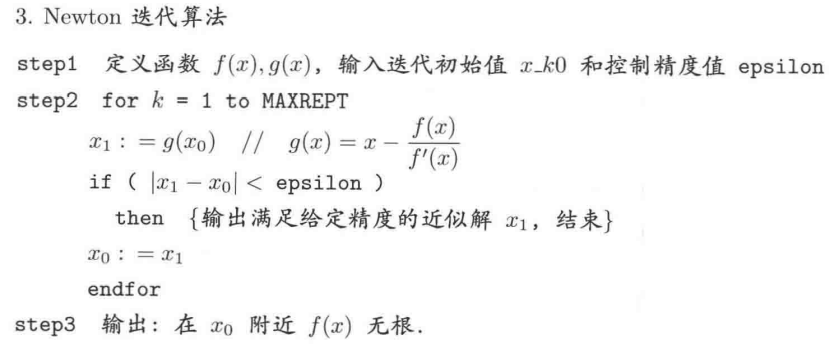 3. Newton 迭代算法
step1 定义函数 f(x),g(x), 输入迭代初始值 x_k0 和控制精度值 epsilon
step2 for k = 1 to MAXREPT
x₁ : = g(x₀) // g(x) = x − f(x)/f′(x)
if ( |x₁ − x₀| < epsilon )
then {输出满足给定精度的近似解 x₁, 结束}
x₀ : = x₁
endfor
step3 输出: 在 x₀ 附近 f(x) 无根.